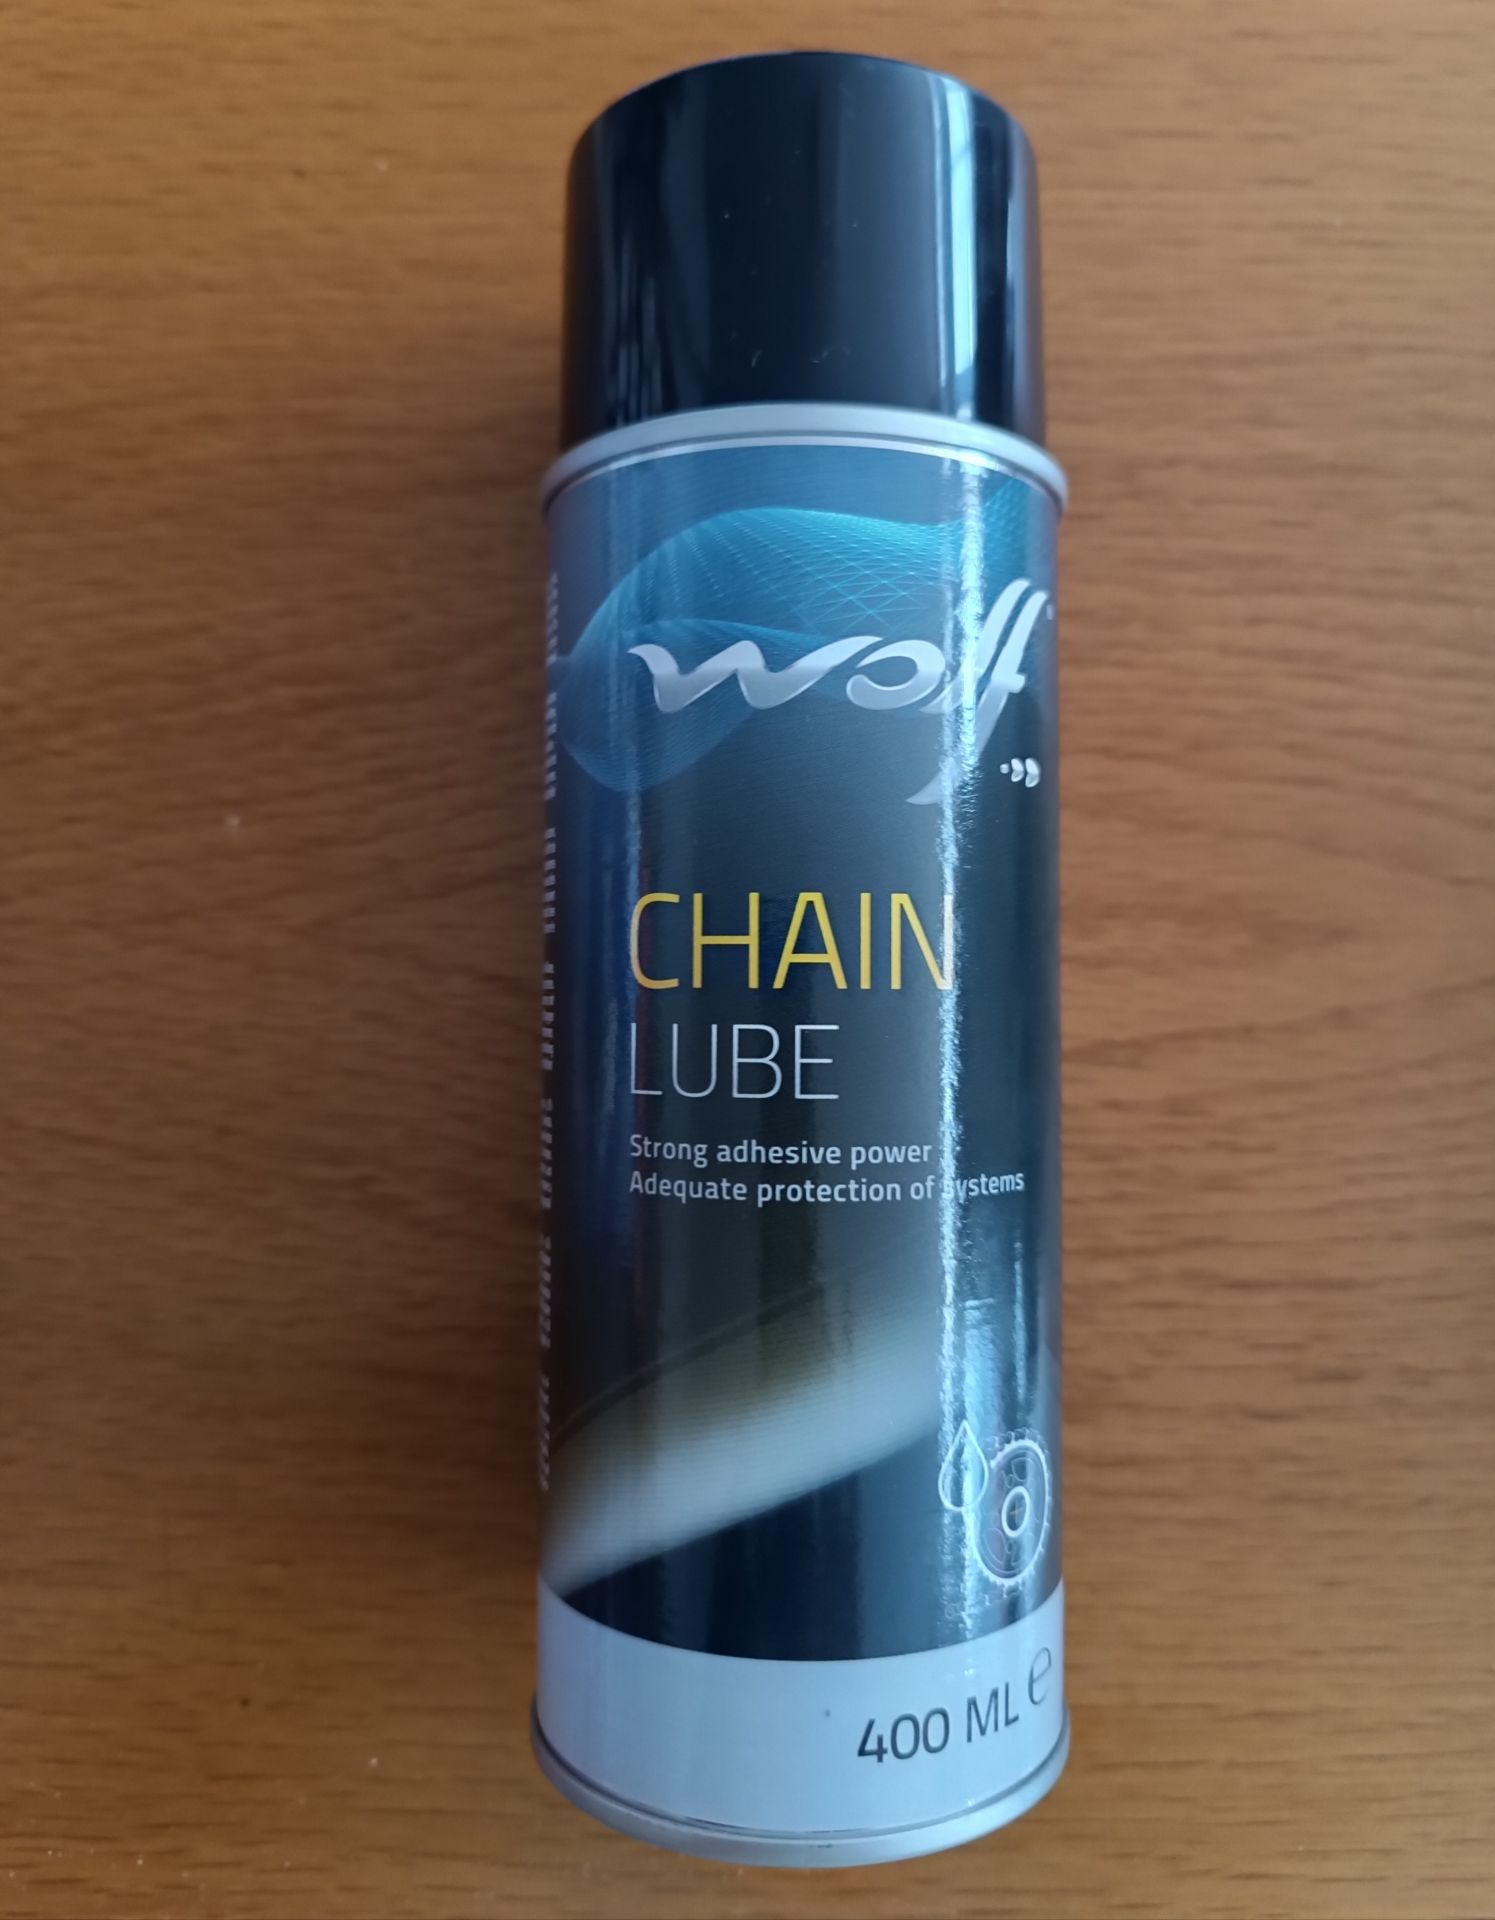 wolf
CHAIN
LUBE
Strong adhesive power
Adequate protection of systems
400 ML e